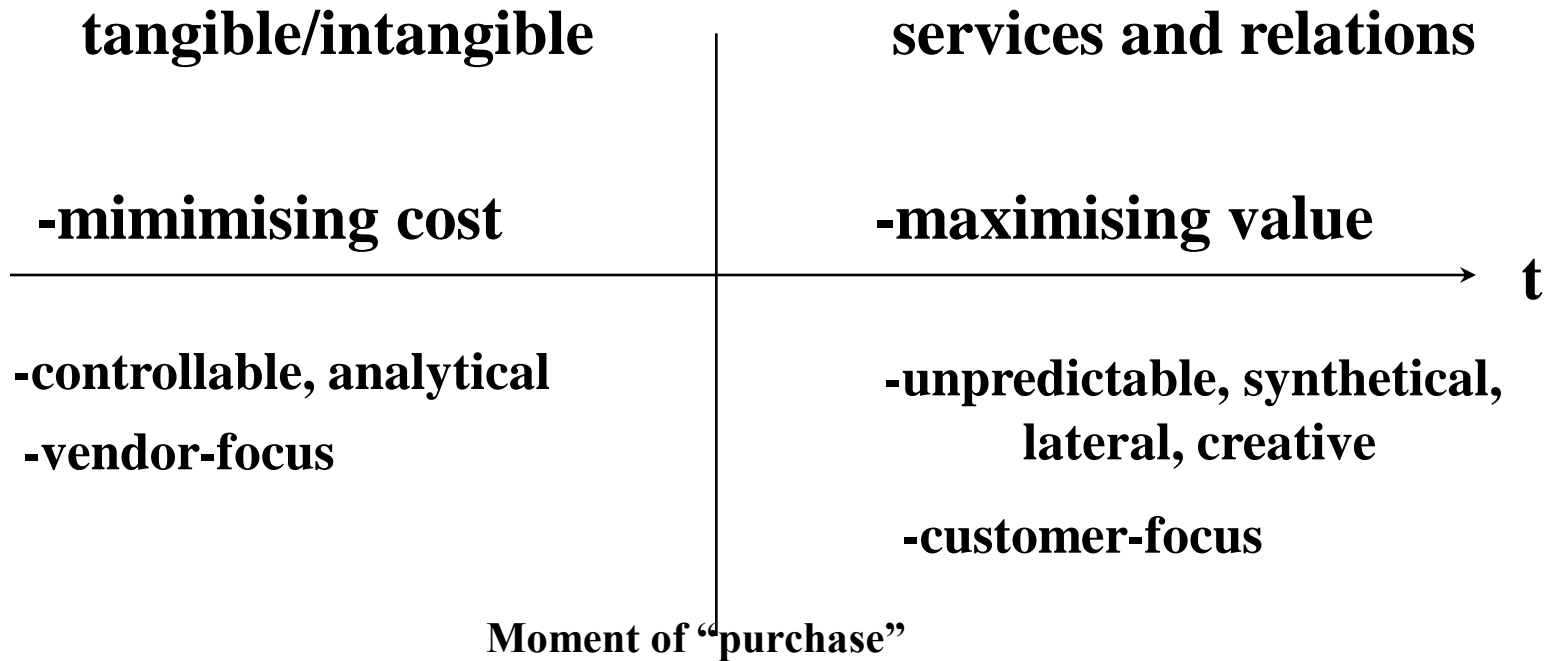 tangible/intangible
services and relations
-mimimising cost
-maximising value
t
-controllable, analytical
-vendor-focus
-unpredictable, synthetical,
lateral, creative
-customer-focus
Moment of “purchase”